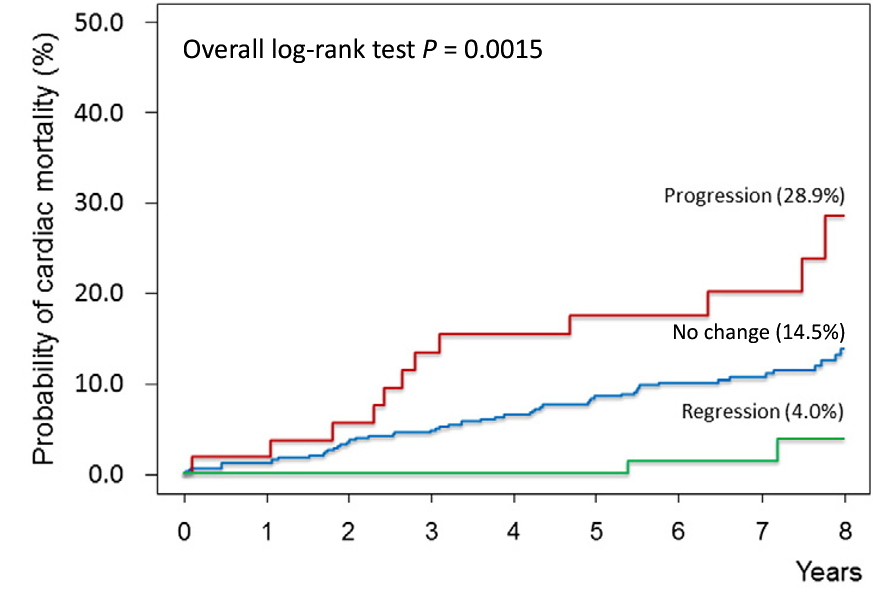 Probability of cardiac mortality (%)
50.0
40.0
30.0
20.0
10.0
0.0
Overall log-rank test P = 0.0015
Progression (28.9%)
No change (14.5%)
Regression (4.0%)
0 1 2 3 4 5 6 7 8
Years